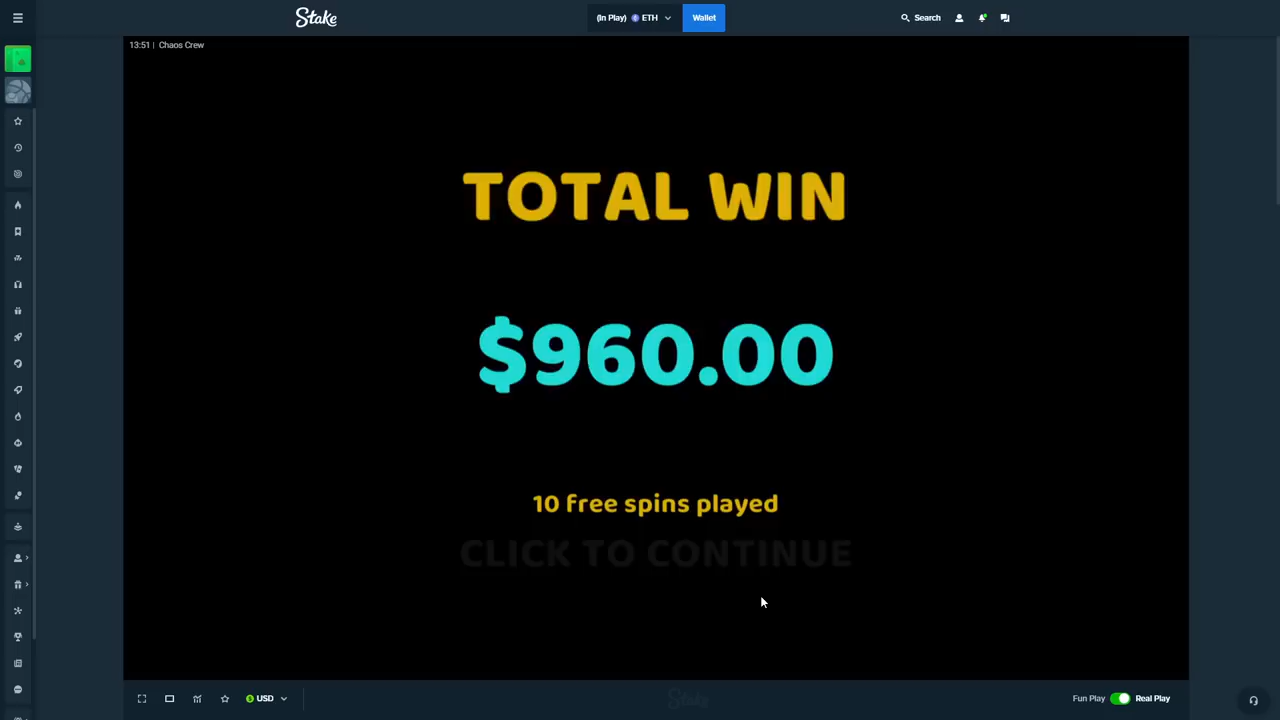 Stake
(In Play) ETH
Wallet
Search
13:51 | Chaos Crew
TOTAL WIN
$960.00
10 free spins played
CLICK TO CONTINUE
USD
Stake
Fun Play
Real Play